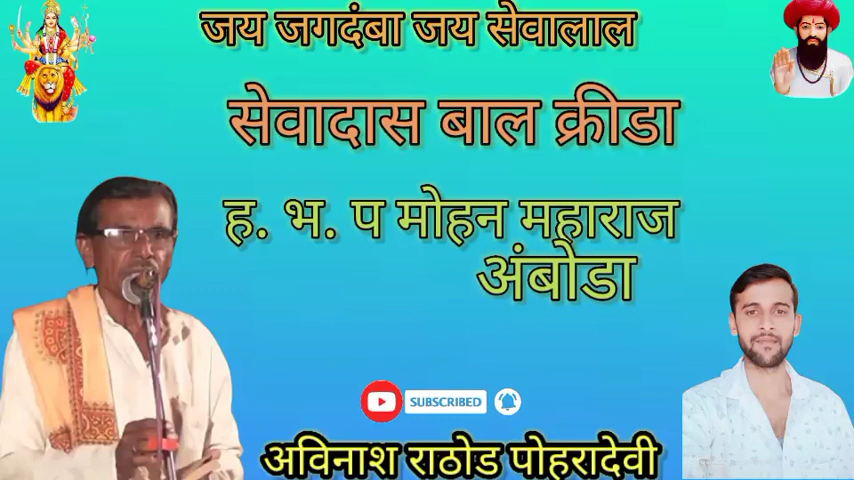 जय जगदंबा जय सेवालाल
सेवादास बाल क्रीडा
ह. भ. प मोहन महाराज
अंबोडा
SUBSCRIBED
अविनाश राठोड पोहरादेवी